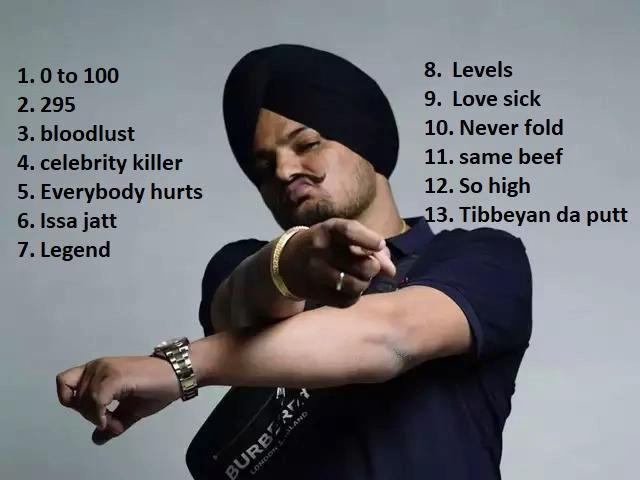 1. 0 to 100
2. 295
3. bloodlust
4. celebrity killer
5. Everybody hurts
6. Issa jatt
7. Legend
8. Levels
9. Love sick
10. Never fold
11. same beef
12. So high
13. Tibbeyan da putt
BURBERRY
LONDON ENGLAND